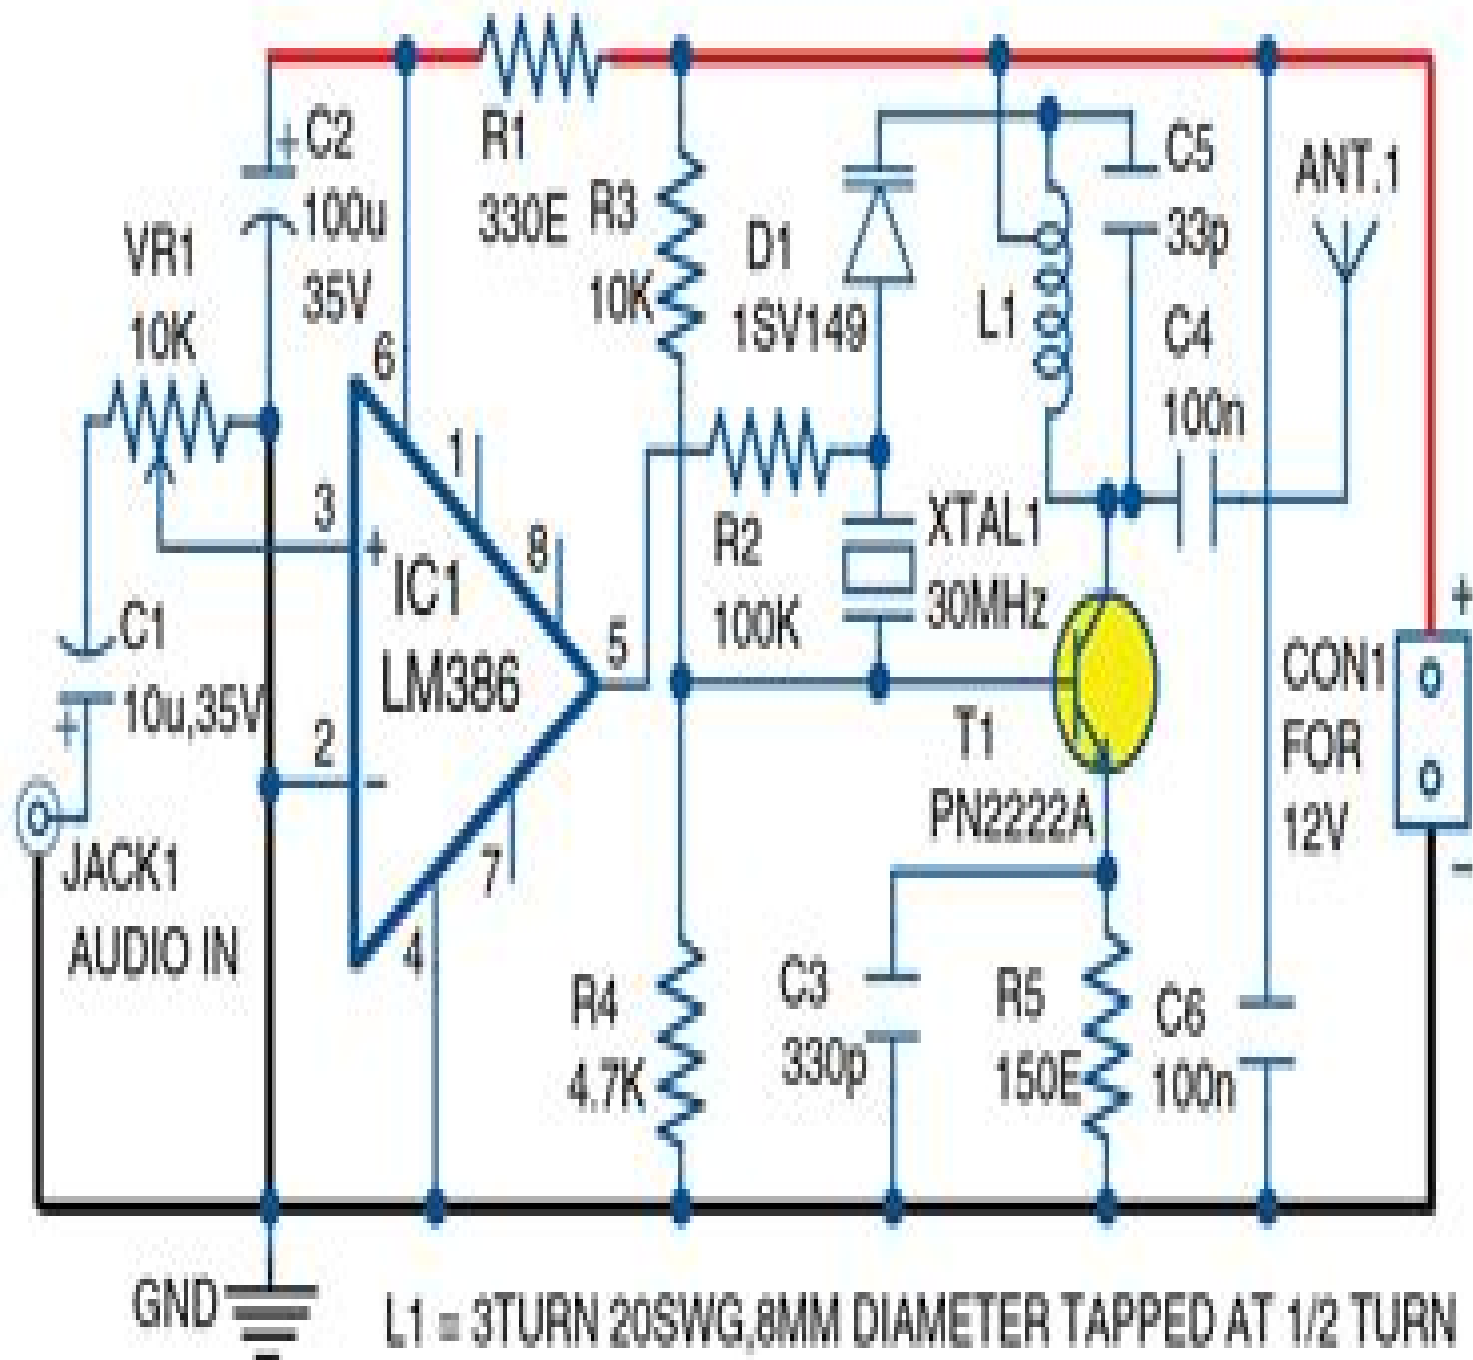 + C2
100u
35V
VR1
10K
R1
330E
R3
10K
D1
1SV149
L1
C5
33p
ANT.1
C4
100n
6
1
8
3
+
IC1
LM386
5
2
-
7
4
C1
10u,35V
+
JACK1
AUDIO IN
R2
100K
XTAL1
30MHz
T1
PN2222A
CON1
FOR
12V
+
-
R4
4.7K
C3
330p
R5
150E
C6
100n
GND
L1 = 3TURN 20SWG,8MM DIAMETER TAPPED AT 1/2 TURN